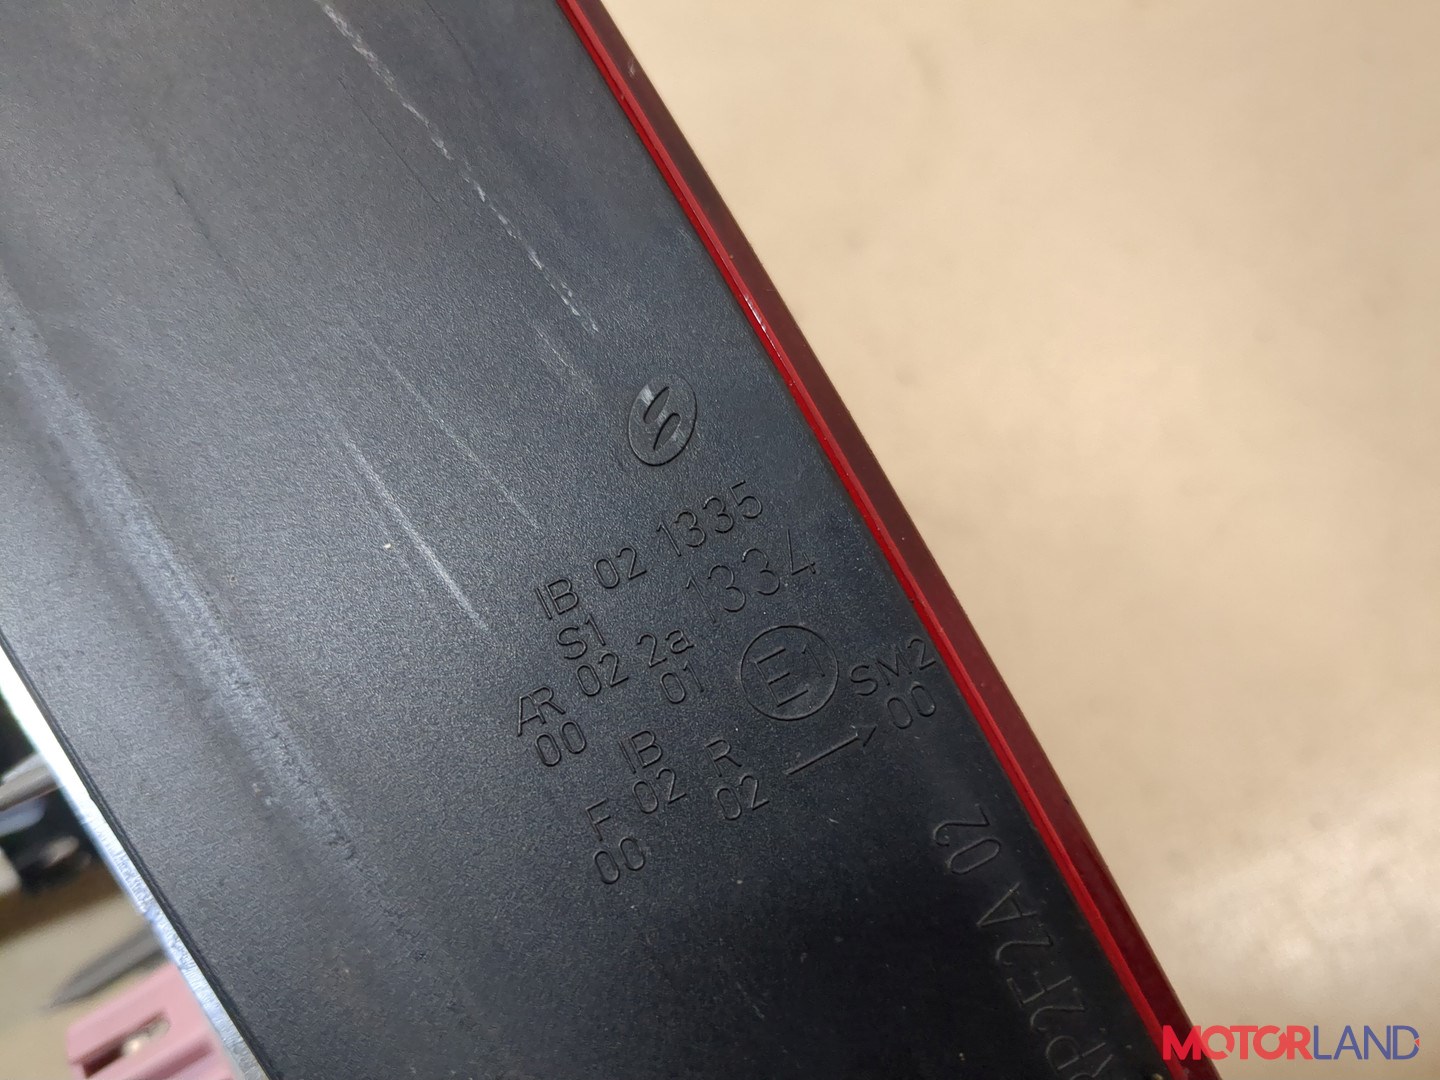 IB 02 1335
S1
AR 02 2a 1334
00 01 E1 SM2
00
IB R
F 02 02
00
P2F2A 02
MOTORLAND